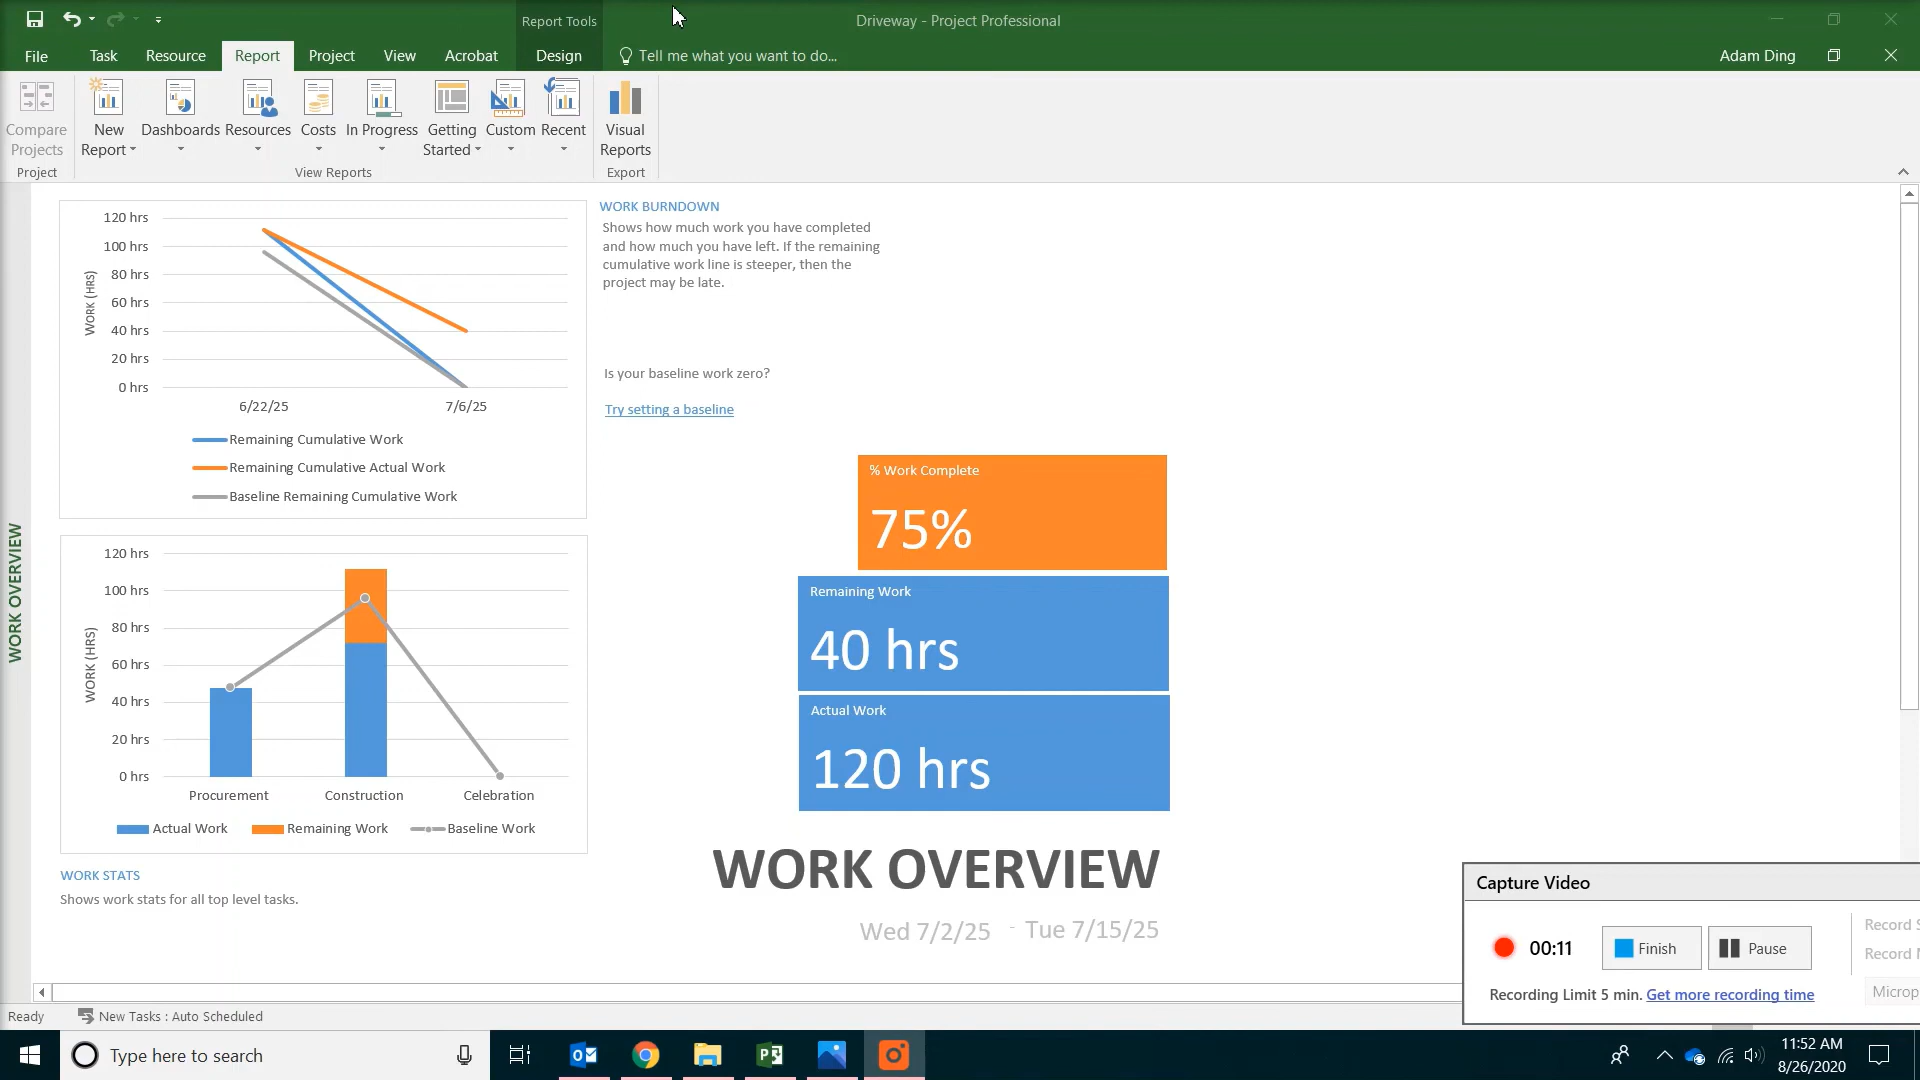 Report Tools
Driveway - Project Professional
File
Task
Resource
Report
Project
View
Acrobat
Design
Tell me what you want to do...
Adam Ding
Compare
Projects
New
Report
Dashboards
Resources
Costs
In Progress
Getting
Started
Custom
Recent
Visual
Reports
Project
View Reports
Export
WORK OVERVIEW
120 hrs
100 hrs
80 hrs
60 hrs
40 hrs
20 hrs
0 hrs
WORK (HRS)
6/22/25
7/6/25
Remaining Cumulative Work
Remaining Cumulative Actual Work
Baseline Remaining Cumulative Work
WORK BURNDOWN
Shows how much work you have completed
and how much you have left. If the remaining
cumulative work line is steeper, then the
project may be late.
Is your baseline work zero?
Try setting a baseline
% Work Complete
75%
Remaining Work
40 hrs
Actual Work
120 hrs
120 hrs
100 hrs
80 hrs
60 hrs
40 hrs
20 hrs
0 hrs
WORK (HRS)
Procurement
Construction
Celebration
Actual Work
Remaining Work
Baseline Work
WORK STATS
Shows work stats for all top level tasks.
WORK OVERVIEW
Wed 7/2/25 - Tue 7/15/25
Capture Video
00:11
Finish
Pause
Record S
Record
Microp
Recording Limit 5 min. Get more recording time
Ready
New Tasks : Auto Scheduled
Type here to search
11:52 AM
8/26/2020